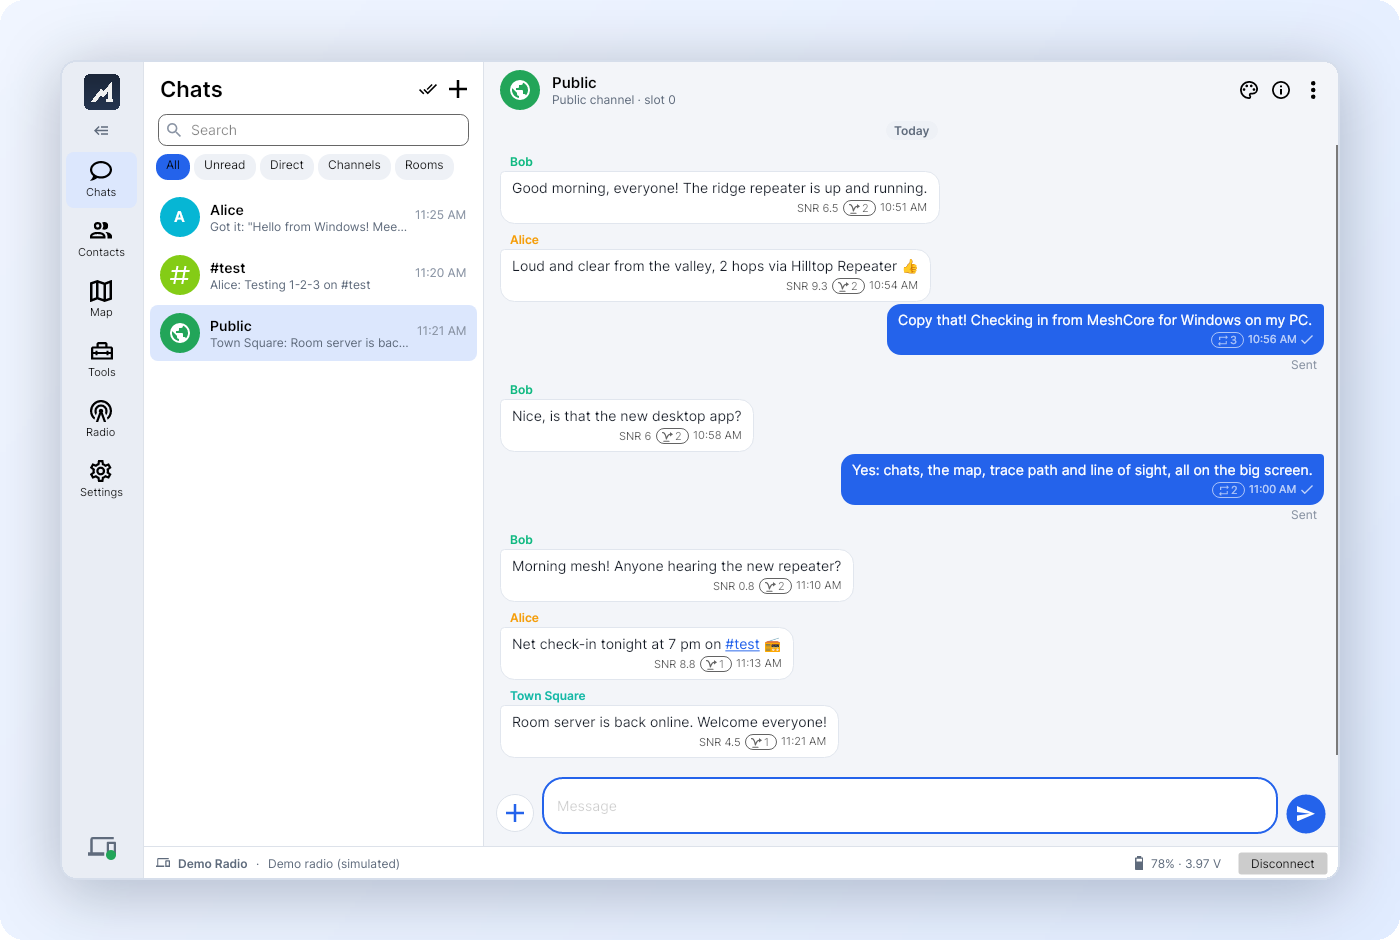 Chats
Contacts
Map
Tools
Radio
Settings
Chats
Search
All
Unread
Direct
Channels
Rooms
A
Alice
11:25 AM
Got it: "Hello from Windows! Mee...
#
#test
11:20 AM
Alice: Testing 1-2-3 on #test
Public
11:21 AM
Town Square: Room server is bac...
Public
Public channel · slot 0
Today
Bob
Good morning, everyone! The ridge repeater is up and running.
SNR 6.5 2 10:51 AM
Alice
Loud and clear from the valley, 2 hops via Hilltop Repeater 👍
SNR 9.3 2 10:54 AM
Copy that! Checking in from MeshCore for Windows on my PC.
3 10:56 AM
Sent
Bob
Nice, is that the new desktop app?
SNR 6 2 10:58 AM
Yes: chats, the map, trace path and line of sight, all on the big screen.
2 11:00 AM
Sent
Bob
Morning mesh! Anyone hearing the new repeater?
SNR 0.8 2 11:10 AM
Alice
Net check-in tonight at 7 pm on #test 📻
SNR 8.8 1 11:13 AM
Town Square
Room server is back online. Welcome everyone!
SNR 4.5 1 11:21 AM
Message
Demo Radio · Demo radio (simulated)
78% · 3.97 V
Disconnect